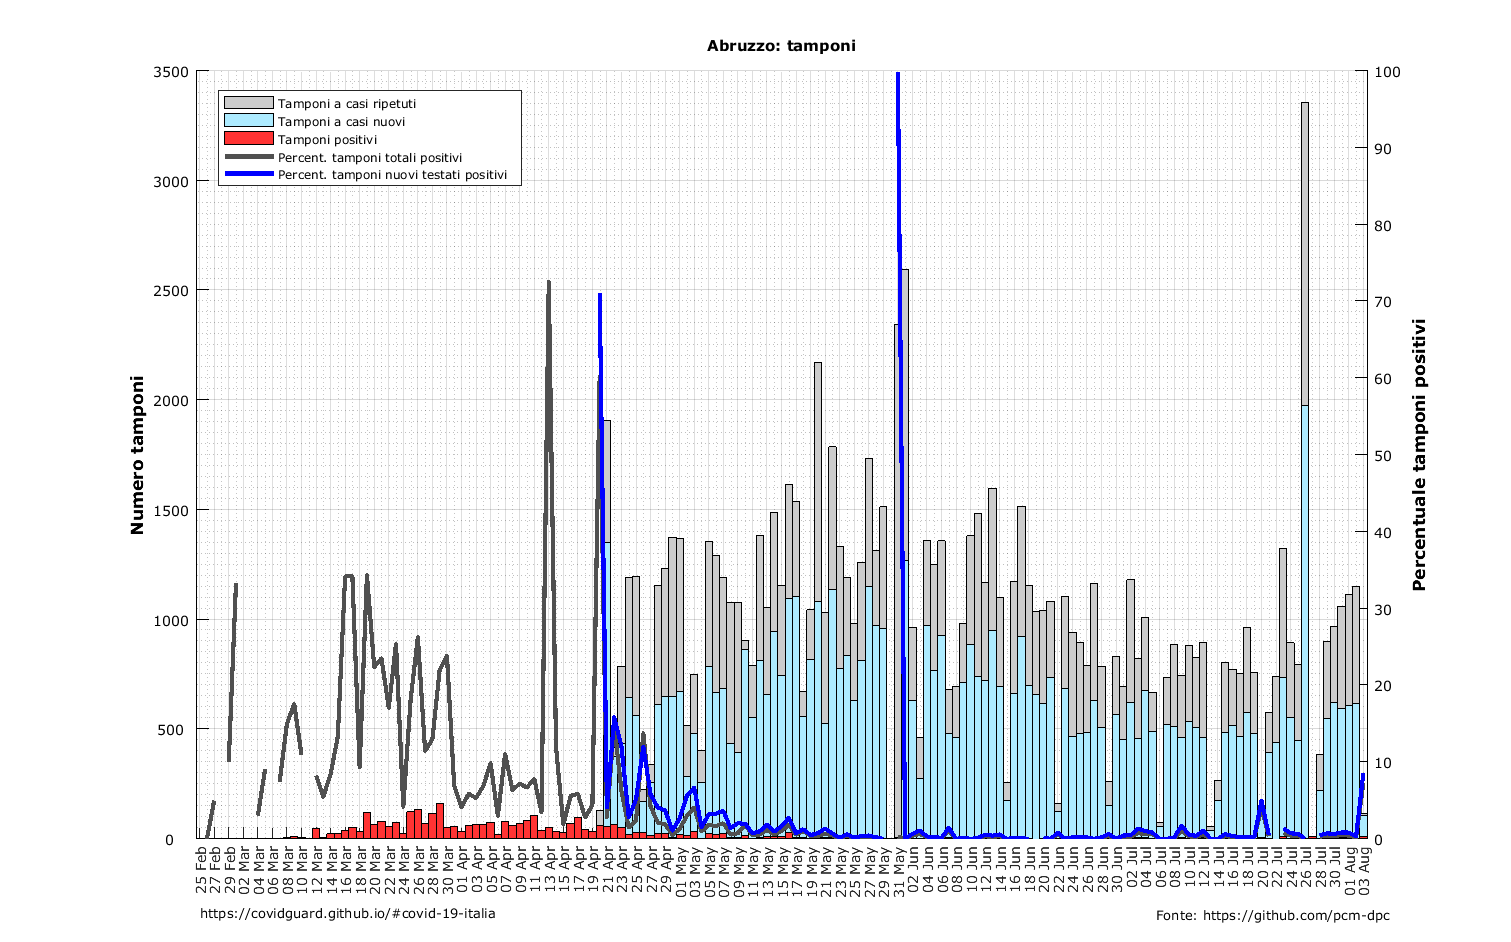 Abruzzo: tamponi
3500
3000
2500
2000
1500
1000
500
0
Numero tamponi
Tamponi a casi ripetuti
Tamponi a casi nuovi
Tamponi positivi
Percent. tamponi totali positivi
Percent. tamponi nuovi testati positivi
100
90
80
70
60
50
40
30
20
10
0
Percentuale tamponi positivi
25 Feb
27 Feb
29 Feb
02 Mar
04 Mar
06 Mar
08 Mar
10 Mar
12 Mar
14 Mar
16 Mar
18 Mar
20 Mar
22 Mar
24 Mar
26 Mar
28 Mar
30 Mar
01 Apr
03 Apr
05 Apr
07 Apr
09 Apr
11 Apr
13 Apr
15 Apr
17 Apr
19 Apr
21 Apr
23 Apr
25 Apr
27 Apr
29 Apr
01 May
03 May
05 May
07 May
09 May
11 May
13 May
15 May
17 May
19 May
21 May
23 May
25 May
27 May
29 May
31 May
02 Jun
04 Jun
06 Jun
08 Jun
10 Jun
12 Jun
14 Jun
16 Jun
18 Jun
20 Jun
22 Jun
24 Jun
26 Jun
28 Jun
30 Jun
02 Jul
04 Jul
06 Jul
08 Jul
10 Jul
12 Jul
14 Jul
16 Jul
18 Jul
20 Jul
22 Jul
24 Jul
26 Jul
28 Jul
30 Jul
01 Aug
03 Aug
https://covidguard.github.io/#covid-19-italia
Fonte: https://github.com/pcm-dpc